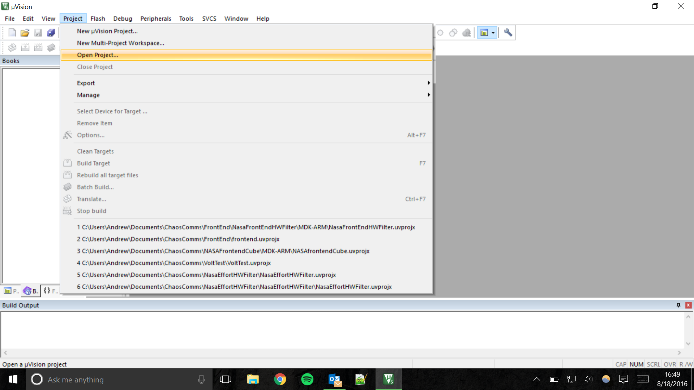 µVision
File Edit View Project Flash Debug Peripherals Tools SVCS Window Help
New µVision Project...
New Multi-Project Workspace...
Books
Open Project...
Close Project
Export
Manage
Select Device for Target ...
Remove Item
Options... Alt+F7
Clean Targets
Build Target F7
Rebuild all target files
Batch Build...
Translate... Ctrl+F7
Stop build
1 C:\Users\Andrew\Documents\ChaosComms\FrontEnd\NasaFrontEndHWFilter\MDK-ARM\NasaFrontEndHWFilter.uvprojx
2 C:\Users\Andrew\Documents\ChaosComms\FrontEnd\frontend.uvprojx
3 C:\Users\Andrew\Documents\ChaosComms\NASAFrontendCube\MDK-ARM\NASAfrontendCube.uvprojx
4 C:\Users\Andrew\Documents\ChaosComms\VoltTest\VoltTest.uvprojx
5 C:\Users\Andrew\Documents\ChaosComms\NasaEffortHWFilter\NasaEffortHWFilter.uvprojx
6 C:\Users\Andrew\Documents\ChaosComms\NasaEffortHWFilter\NasaEffortHWFilter\NasaEffortHWFilter.uvprojx
P... B... {} F...
Build Output
Open a µVision project CAP NUM SCRL OVR R/W
Ask me anything
16:49
8/18/2016